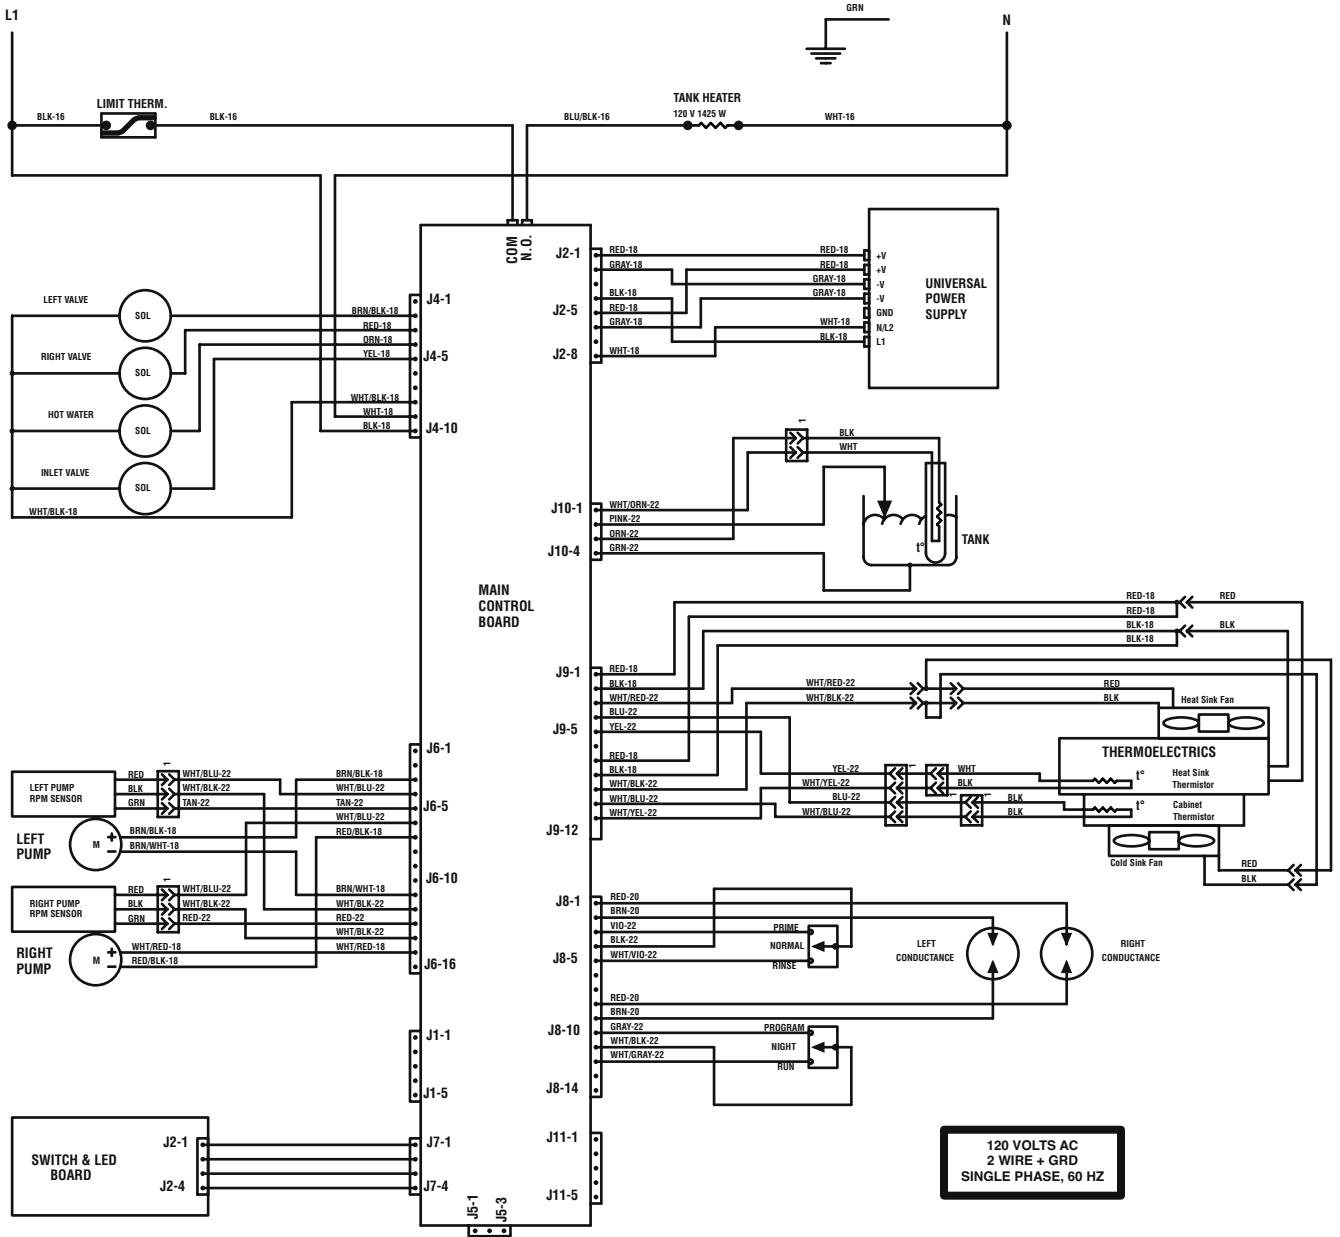 L1
GRN
N
LIMIT THERM.
BLK-16
BLK-16
BLU/BLK-16
TANK HEATER
120 V 1425 W
WHT-16
COM
N.O.
J2-1
RED-18
GRAY-18
BLK-18
J2-5
RED-18
GRAY-18
J2-8
WHT-18
RED-18
RED-18
GRAY-18
GRAY-18
WHT-18
BLK-18
+V
+V
-V
-V
GND
N/L2
L1
UNIVERSAL
POWER
SUPPLY
LEFT VALVE
SOL
RIGHT VALVE
SOL
HOT WATER
SOL
INLET VALVE
SOL
WHT/BLK-18
BRN/BLK-18
RED-18
ORN-18
YEL-18
WHT/BLK-18
WHT-18
BLK-18
J4-1
J4-5
J4-10
1
BLK
WHT
J10-1
WHT/ORN-22
PINK-22
ORN-22
J10-4
GRN-22
t°
TANK
MAIN
CONTROL
BOARD
RED-18
RED
RED-18
BLK-18
BLK
BLK-18
J9-1
RED-18
BLK-18
WHT/RED-22
BLU-22
J9-5
YEL-22
RED-18
BLK-18
WHT/BLK-22
WHT/BLU-22
WHT/YEL-22
J9-12
WHT/RED-22
WHT/BLK-22
RED
BLK
Heat Sink Fan
THERMOELECTRICS
YEL-22
1
WHT
WHT/YEL-22
BLK
BLU-22
1
1
BLK
WHT/BLU-22
BLK
t°
Heat Sink
Thermistor
t°
Cabinet
Thermistor
Cold Sink Fan
RED
BLK
J6-1
J6-5
J6-10
J6-16
LEFT PUMP
RPM SENSOR
RED
BLK
GRN
1
WHT/BLU-22
WHT/BLK-22
TAN-22
BRN/BLK-18
WHT/BLU-22
TAN-22
WHT/BLU-22
RED/BLK-18
LEFT
PUMP
M
+
−
BRN/BLK-18
BRN/WHT-18
RIGHT PUMP
RPM SENSOR
RED
BLK
GRN
1
WHT/BLU-22
WHT/BLK-22
RED-22
BRN/WHT-18
WHT/BLK-22
RED-22
WHT/BLK-22
WHT/RED-18
RIGHT
PUMP
M
+
−
WHT/RED-18
RED/BLK-18
J8-1
RED-20
BRN-20
VIO-22
BLK-22
J8-5
WHT/VIO-22
RED-20
BRN-20
J8-10
GRAY-22
WHT/BLK-22
WHT/GRAY-22
J8-14
PRIME
NORMAL
RINSE
LEFT
CONDUCTANCE
RIGHT
CONDUCTANCE
PROGRAM
NIGHT
RUN
J1-1
J1-5
SWITCH & LED
BOARD
J2-1
J2-4
J7-1
J7-4
J11-1
J11-5
J5-1
J5-3
120 VOLTS AC
2 WIRE + GRD
SINGLE PHASE, 60 HZ